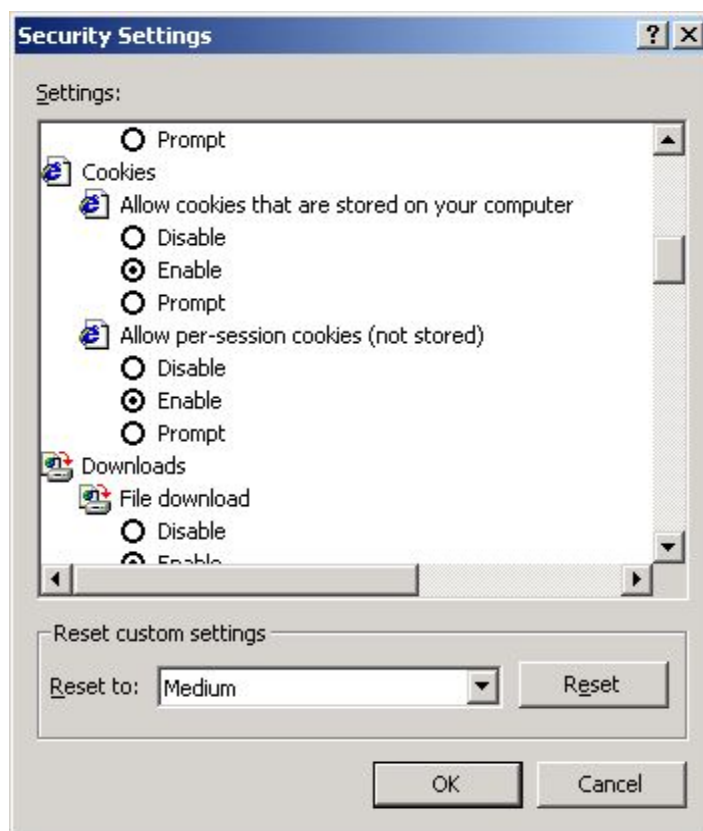 Security Settings
Settings:
Prompt
Cookies
Allow cookies that are stored on your computer
Disable
Enable
Prompt
Allow per-session cookies (not stored)
Disable
Enable
Prompt
Downloads
File download
Disable
Enable
Reset custom settings
Reset to: Medium Reset
OK Cancel